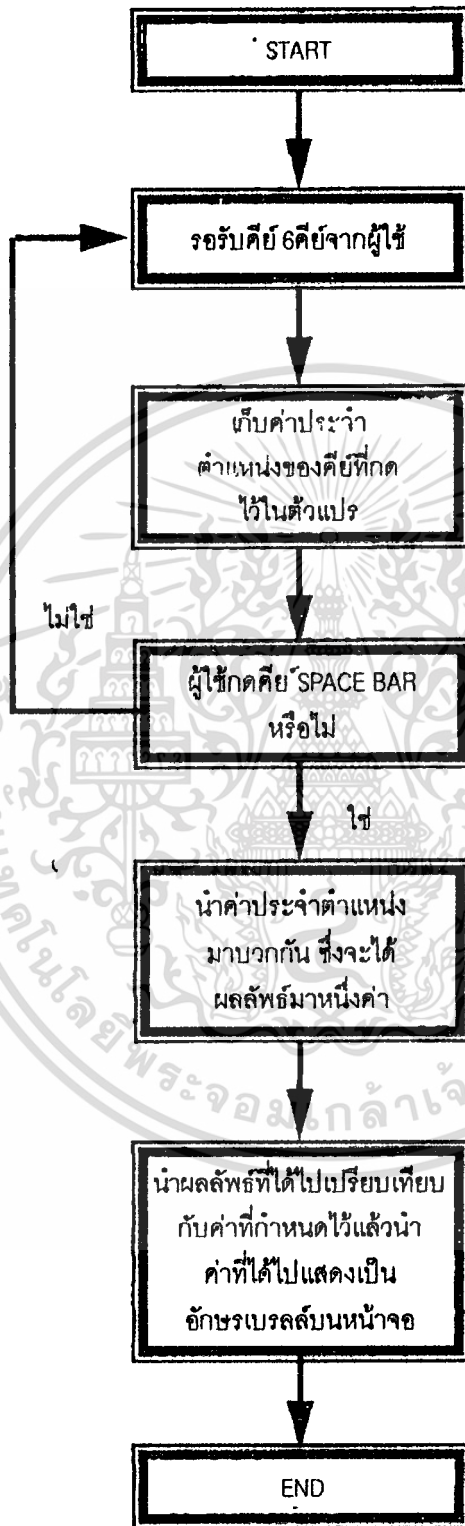 START
รอรับคีย์ 6คีย์จากผู้ใช้
เก็บค่าประจำ
ตำแหน่งของคีย์ที่กด
ไว้ในตัวแปร
ไม่ใช่
ผู้ใช้กดคีย์ SPACE BAR
หรือไม่
ใช่
นำค่าประจำตำแหน่ง
มาบวกกัน ซึ่งจะได้
ผลลัพธ์มาหนึ่งค่า
นำผลลัพธ์ที่ได้ไปเปรียบเทียบ
กับค่าที่กำหนดไว้แล้วนำ
ค่าที่ได้ไปแสดงเป็น
อักษรเบรลล์บนหน้าจอ
END